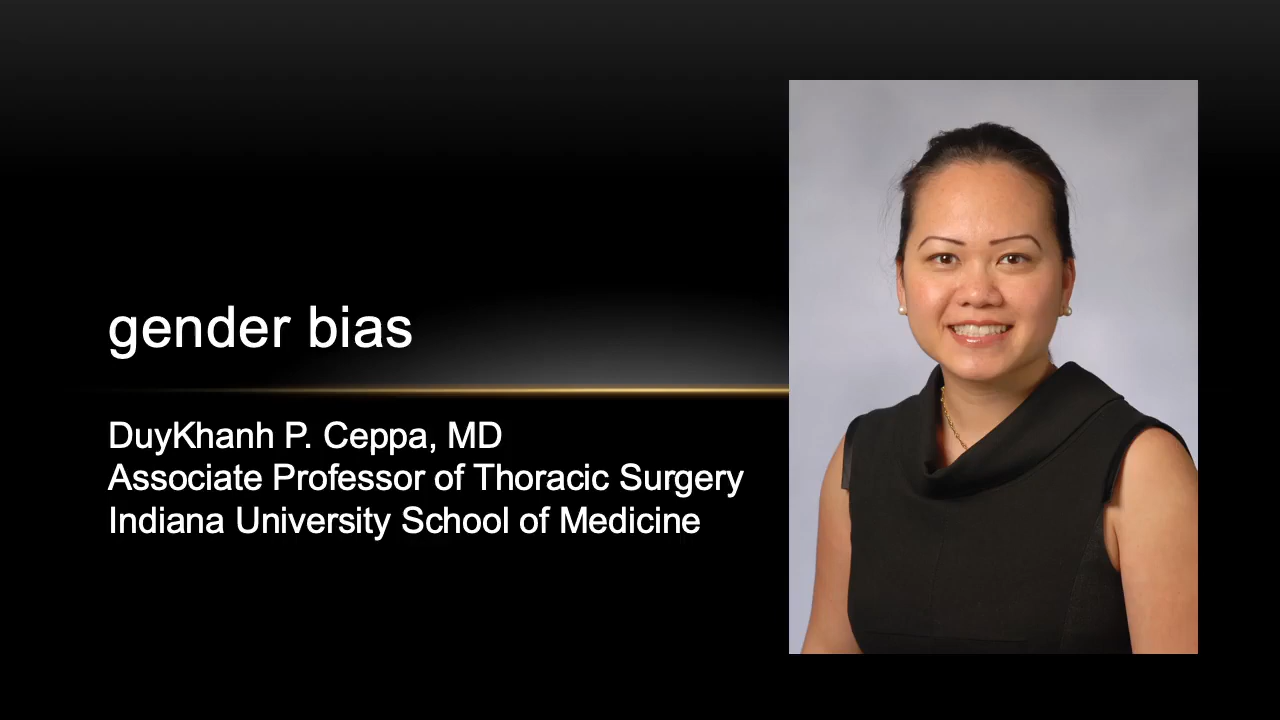 gender bias
DuyKhanh P. Ceppa, MD
Associate Professor of Thoracic Surgery
Indiana University School of Medicine